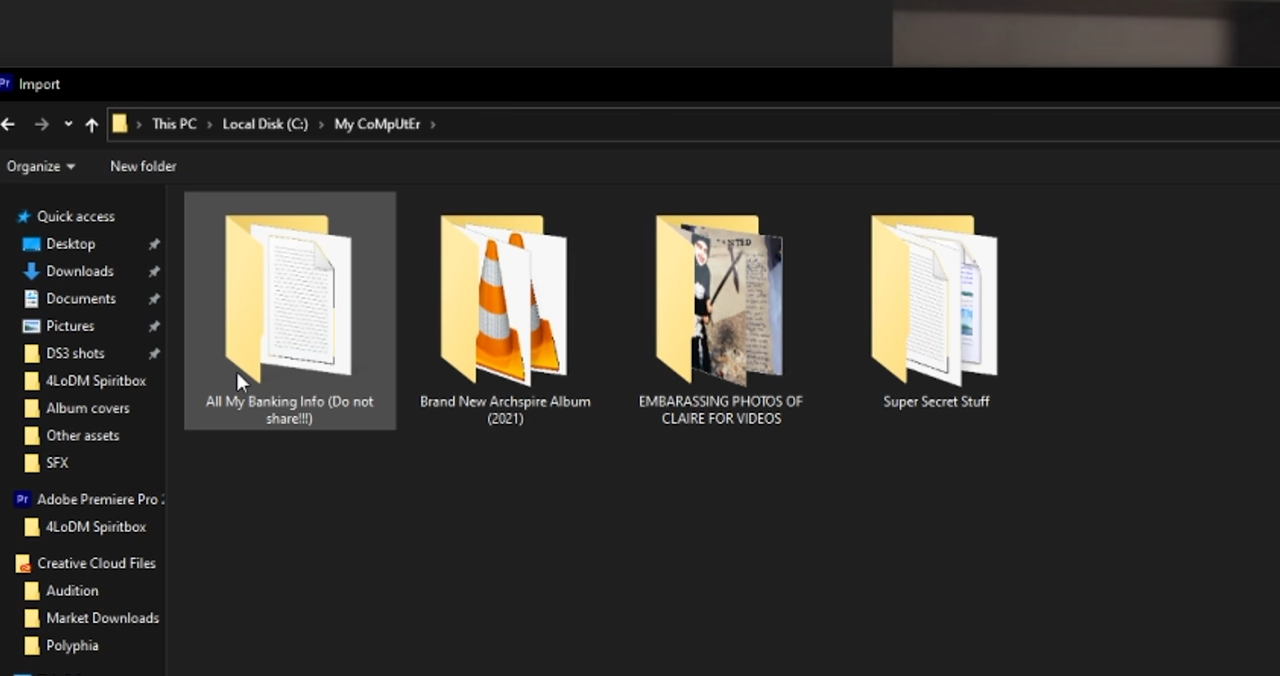 Pr Import
This PC › Local Disk (C:) › My CoMpUtEr ›
Organize New folder
Quick access
Desktop
Downloads
Documents
Pictures
DS3 shots
4LoDM Spiritbox
Album covers
Other assets
SFX
Pr Adobe Premiere Pro
4LoDM Spiritbox
Creative Cloud Files
Audition
Market Downloads
Polyphia
All My Banking Info (Do not
share!!!)
Brand New Archspire Album
(2021)
EMBARASSING PHOTOS OF
CLAIRE FOR VIDEOS
Super Secret Stuff